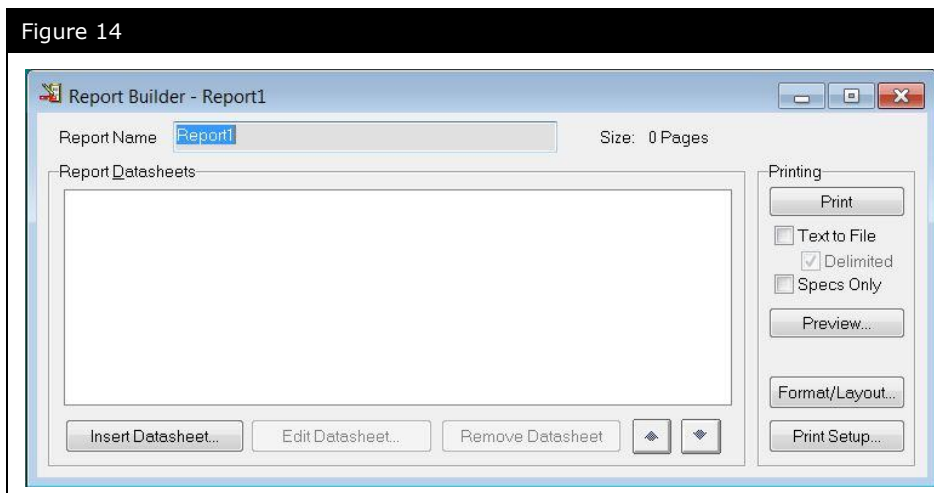 Figure 14
Report Builder - Report1
Report Name Report1 Size: 0 Pages
Report Datasheets
Printing
Print
Text to File
Delimited
Specs Only
Preview...
Format/Layout...
Insert Datasheet... Edit Datasheet... Remove Datasheet Print Setup...